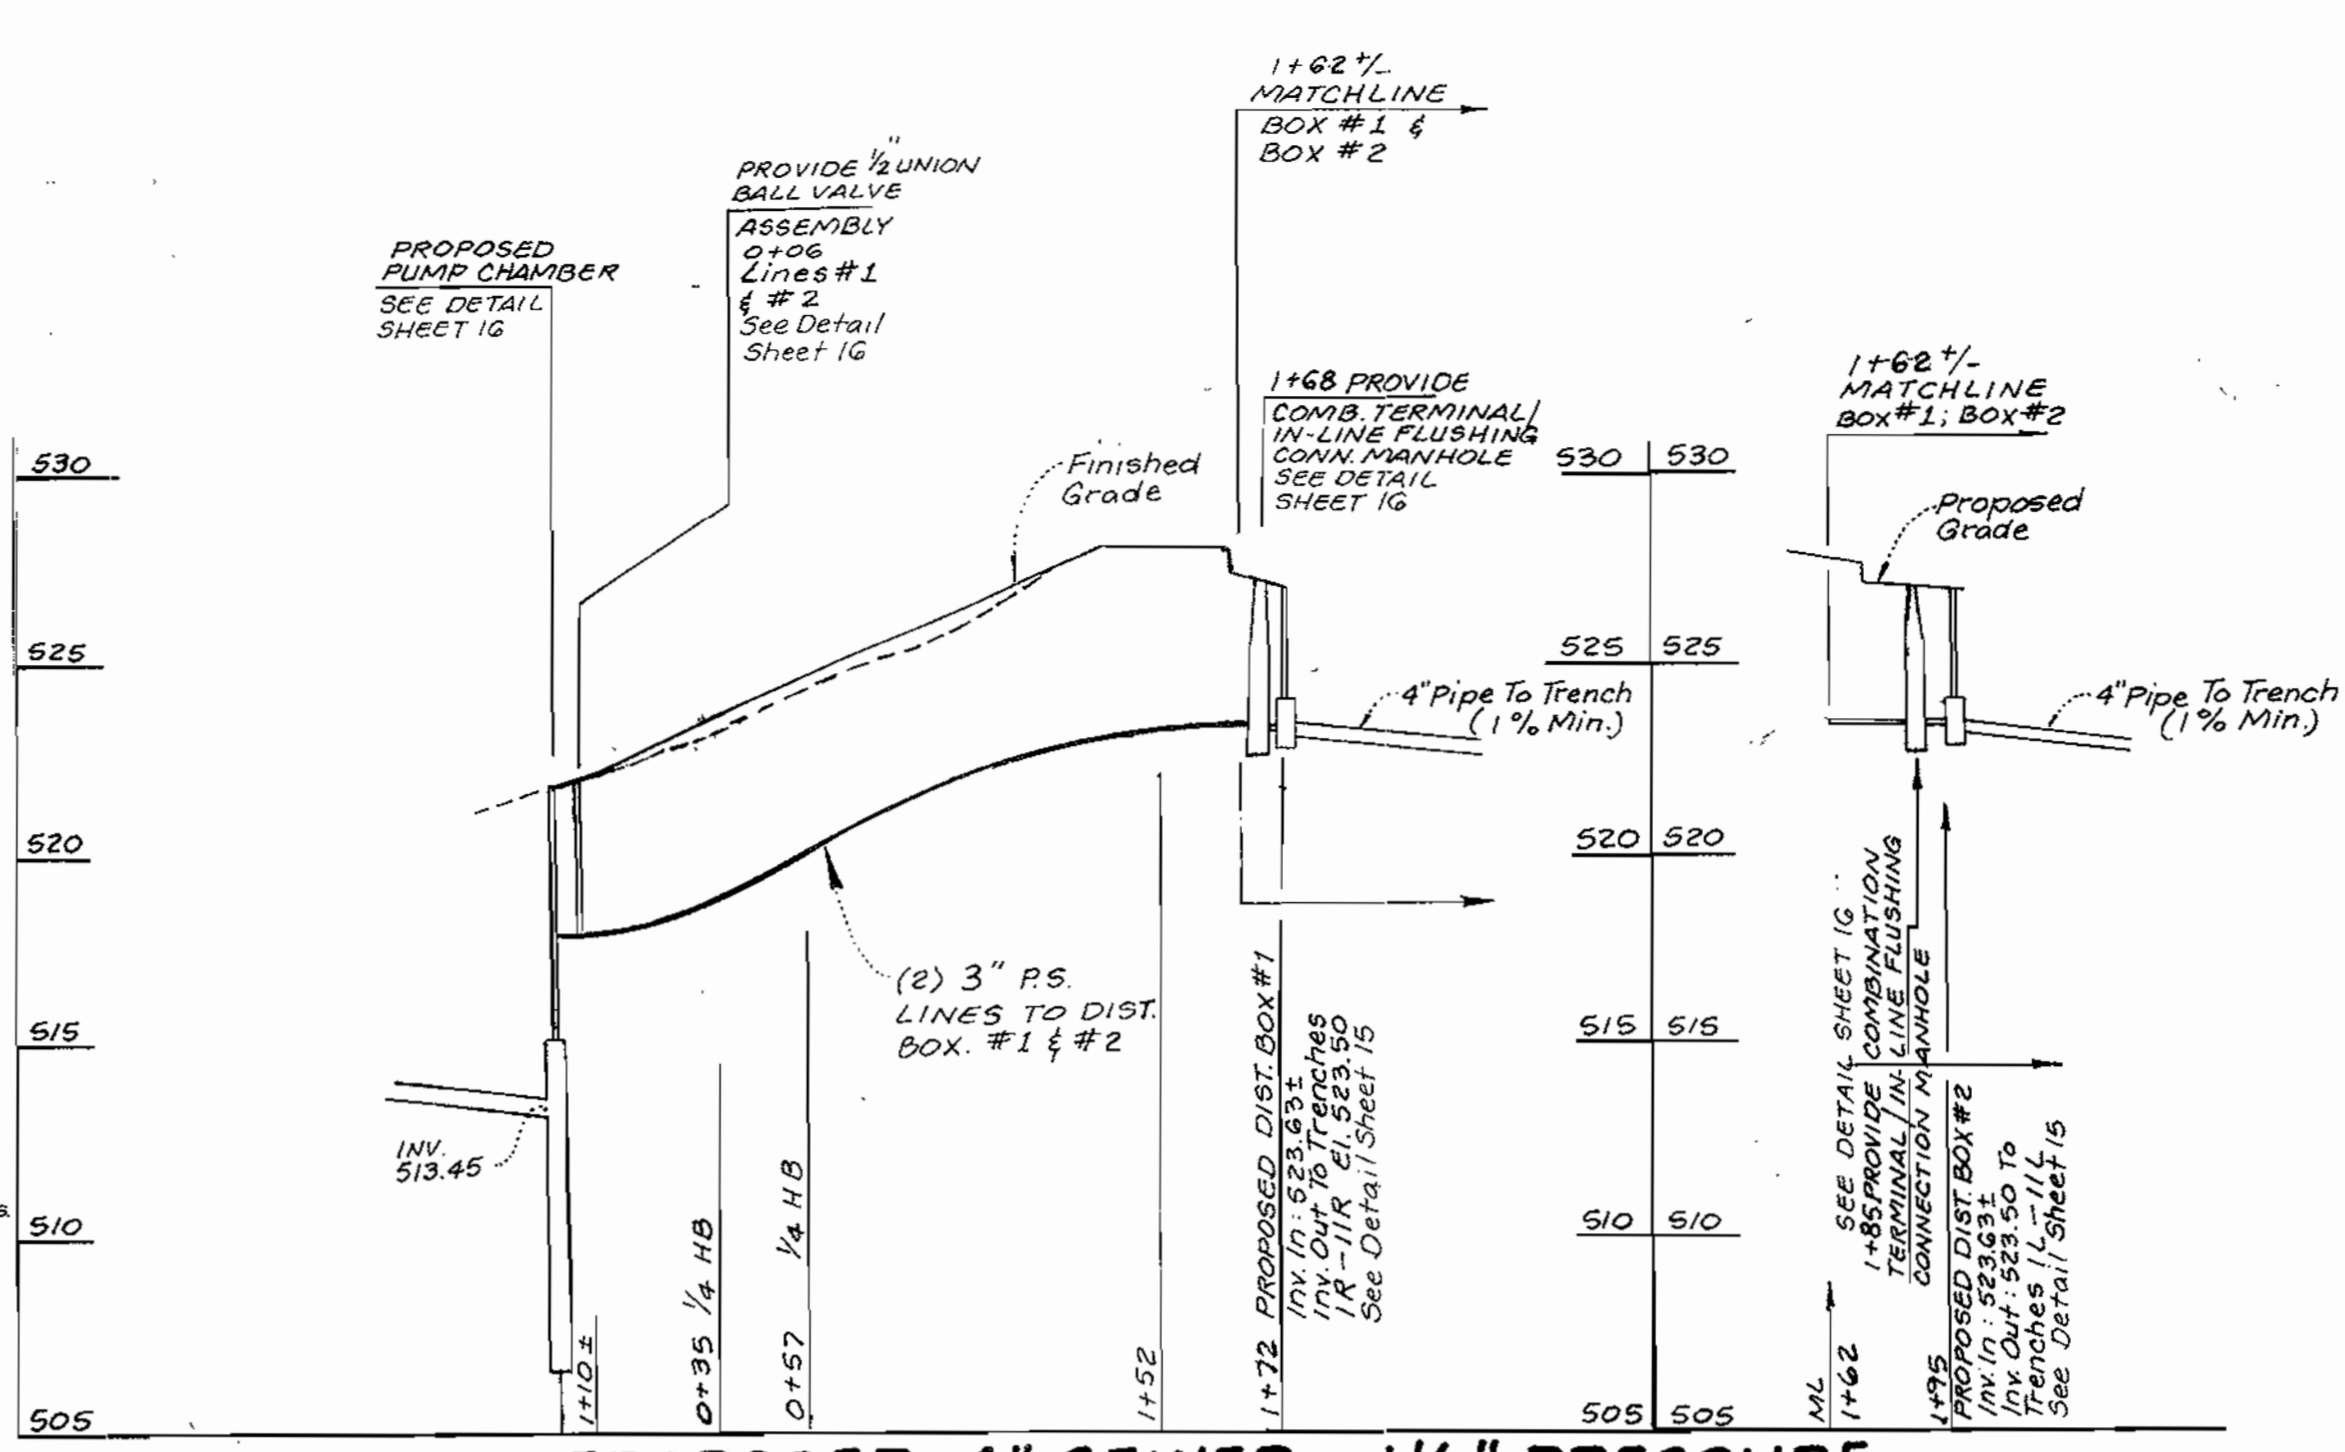 1+62 +/-
MATCHLINE
BOX #1 &
BOX #2
PROVIDE 1/2" UNION
BALL VALVE
ASSEMBLY
0+06
Lines #1
& #2
See Detail
Sheet 16
PROPOSED
PUMP CHAMBER
SEE DETAIL
SHEET 16
1+68 PROVIDE
COMB. TERMINAL/
IN-LINE FLUSHING
CONN. MANHOLE
SEE DETAIL
SHEET 16
1+62 +/-
MATCHLINE
BOX #1; BOX #2
Finished
Grade
Proposed
Grade
530
525
520
515
510
505
530 530
525 525
520 520
515 515
510 510
505 505
4" Pipe To Trench
(1% Min.)
4" Pipe To Trench
(1% Min.)
(2) 3" P.S.
LINES TO DIST.
BOX. #1 & #2
INV.
513.45
1+10 ±
0+35 1/4 HB
0+57 1/4 HB
1+52
1+72 PROPOSED DIST. BOX #1
Inv. In: 523.63±
Inv. Out To Trenches
1R-11R El. 523.50
See Detail Sheet 15
ML
1+62
SEE DETAIL SHEET 16
1+85 PROVIDE COMBINATION
TERMINAL/IN-LINE FLUSHING
CONNECTION MANHOLE
1+95
PROPOSED DIST. BOX #2
Inv. In: 523.63±
Inv. Out: 523.50 To
Trenches 1L-11L
See Detail Sheet 15